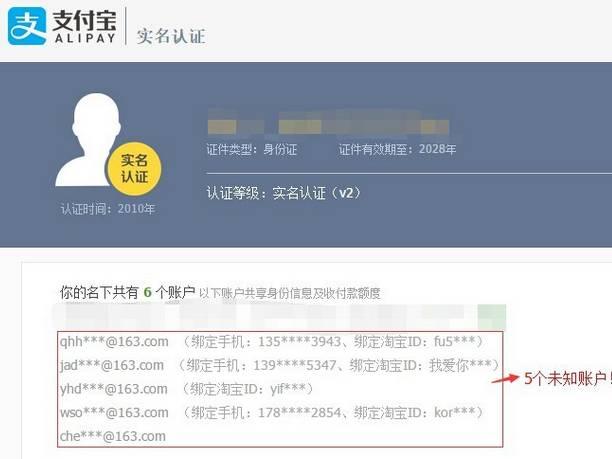 支 支付宝
ALIPAY
实名认证
实名
认证
证件类型：身份证 证件有效期至：2028年
认证等级：实名认证（v2）
认证时间：2010年
你的名下共有 6 个账户 以下账户共享身份信息及收付款额度
qhh***@163.com （绑定手机：135****3943、绑定淘宝ID：fu5***）
jad***@163.com （绑定手机：139****5347、绑定淘宝ID：我爱你***）
yhd***@163.com （绑定淘宝ID：yif***）
wso***@163.com （绑定手机：178****2854、绑定淘宝ID：kor***）
che***@163.com
5个未知账户！